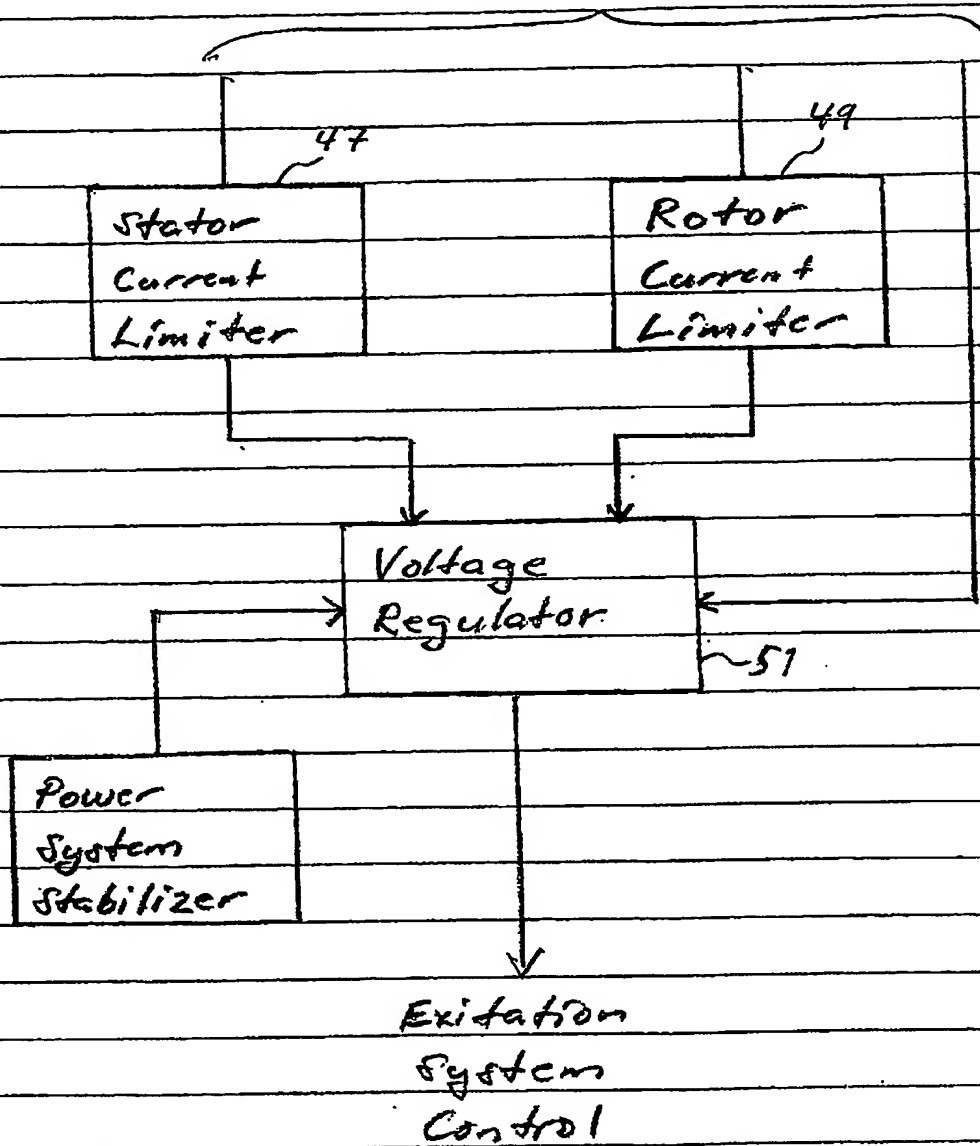 47
49
Stator
Current
Limiter
Rotor
Current
Limiter
Voltage
Regulator
51
Power
System
Stabilizer
Exitation
System
Control